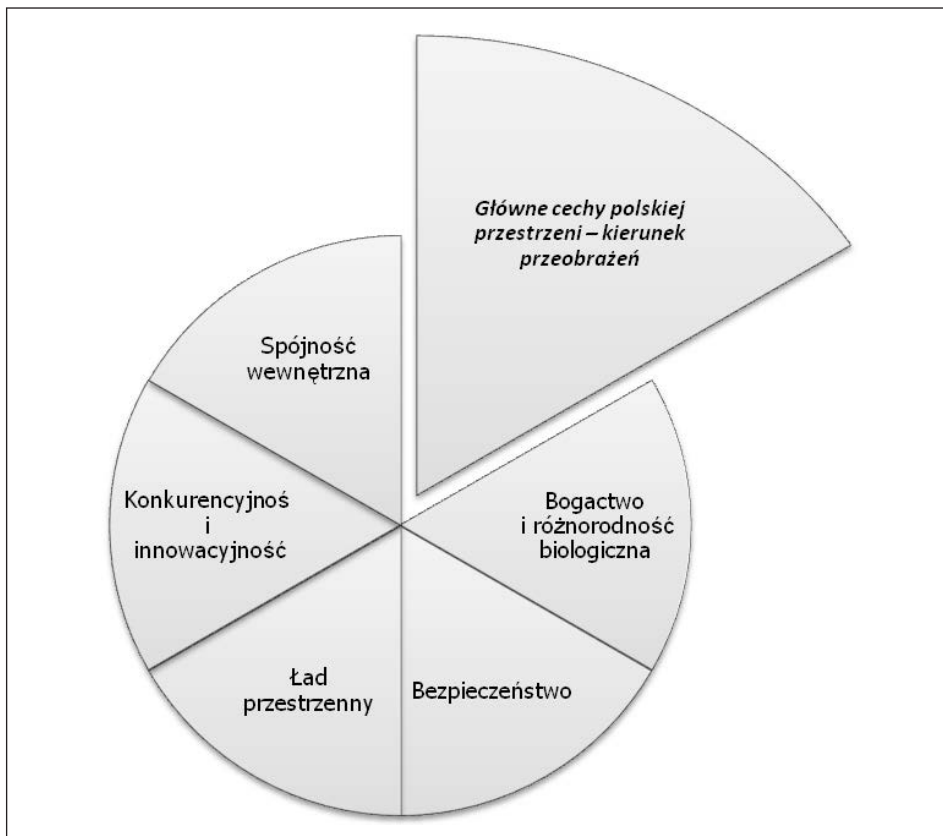 Główne cechy polskiej
przestrzeni – kierunek
przeobrażeń
Spójność
wewnętrzna
Konkurencyjnoś
i
innowacyjność
Bogactwo
i różnorodność
biologiczna
Ład
przestrzenny
Bezpieczeństwo